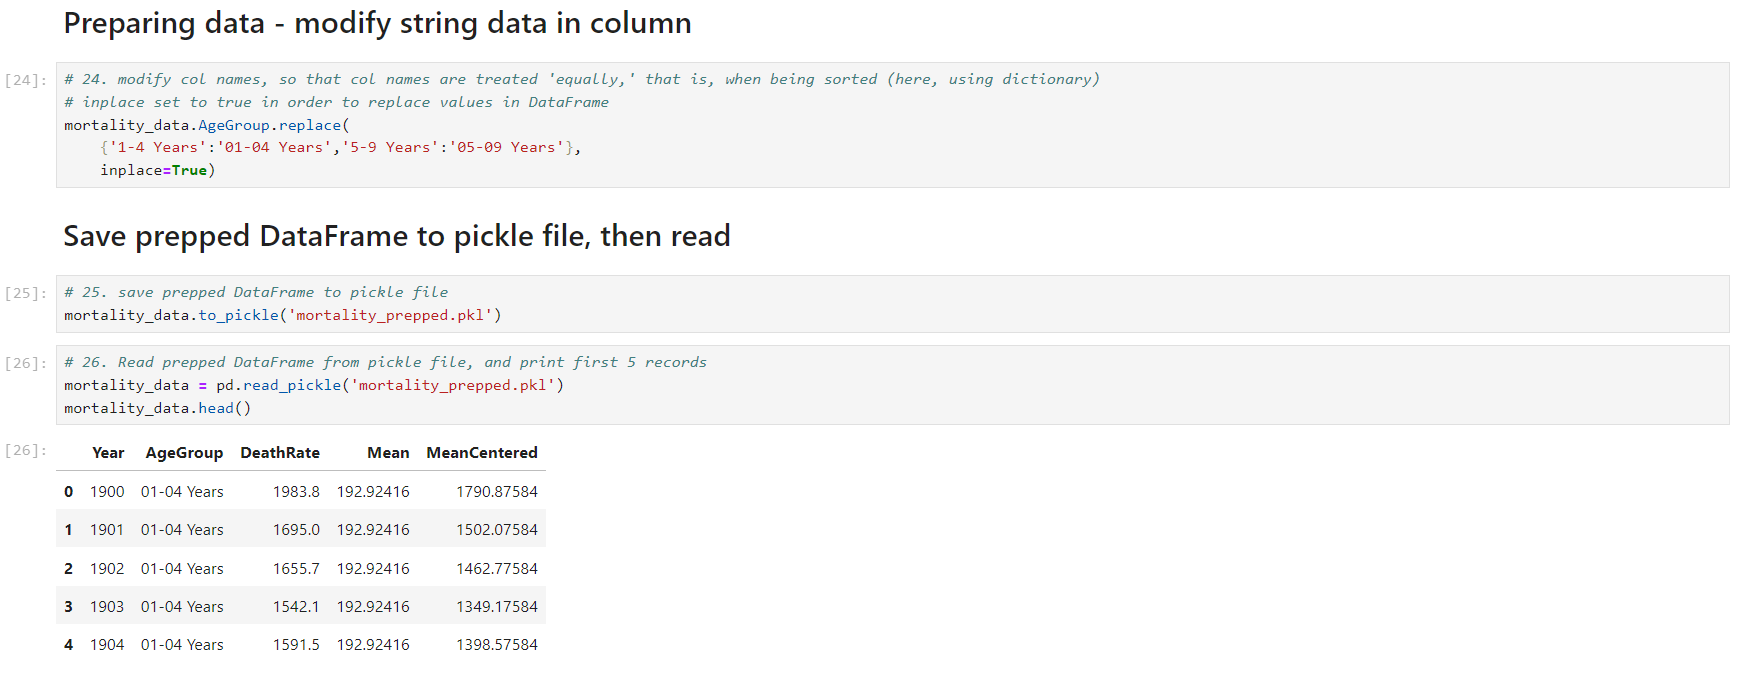 Preparing data - modify string data in column
[24]: # 24. modify col names, so that col names are treated 'equally,' that is, when being sorted (here, using dictionary)
# inplace set to true in order to replace values in DataFrame
mortality_data.AgeGroup.replace(
{'1-4 Years':'01-04 Years','5-9 Years':'05-09 Years'},
inplace=True)
Save prepped DataFrame to pickle file, then read
[25]: # 25. save prepped DataFrame to pickle file
mortality_data.to_pickle('mortality_prepped.pkl')
[26]: # 26. Read prepped DataFrame from pickle file, and print first 5 records
mortality_data = pd.read_pickle('mortality_prepped.pkl')
mortality_data.head()
[26]: Year AgeGroup DeathRate Mean MeanCentered
0 1900 01-04 Years 1983.8 192.92416 1790.87584
1 1901 01-04 Years 1695.0 192.92416 1502.07584
2 1902 01-04 Years 1655.7 192.92416 1462.77584
3 1903 01-04 Years 1542.1 192.92416 1349.17584
4 1904 01-04 Years 1591.5 192.92416 1398.57584